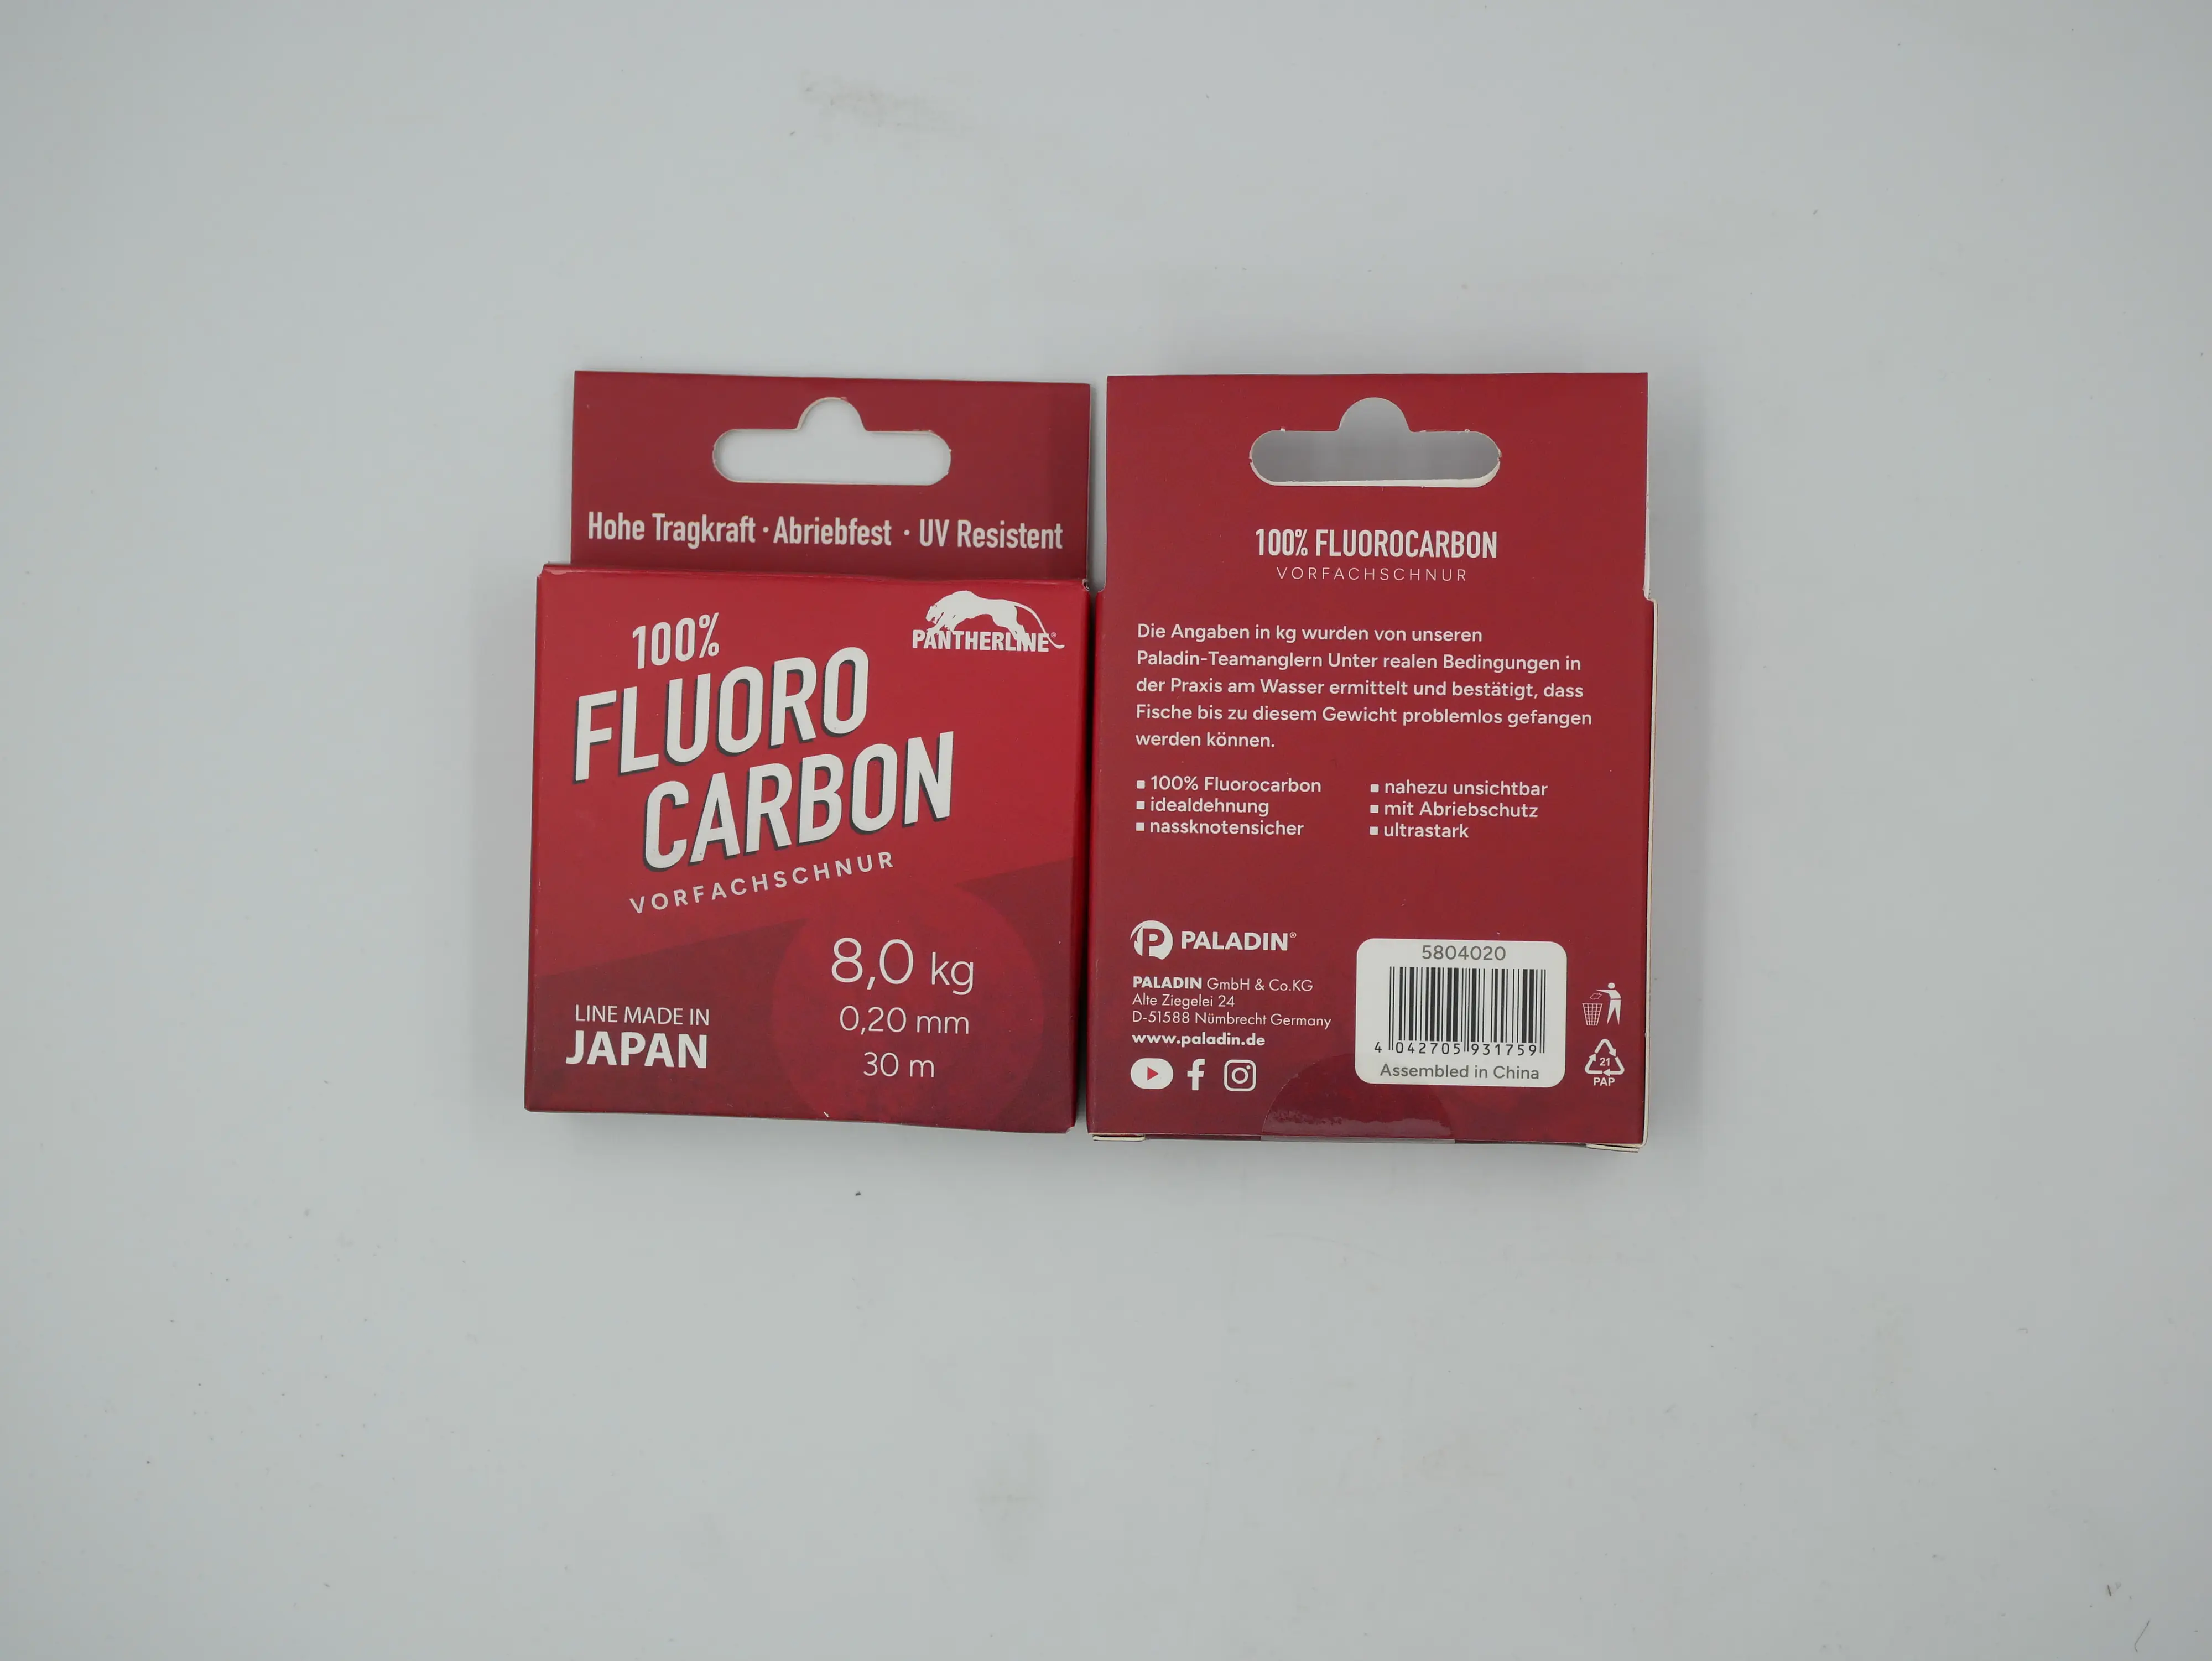 Hohe Tragkraft · Abriebfest · UV Resistent
PANTHERLINE®
100%
FLUORO
CARBON
VORFACHSCHNUR
8,0 kg
0,20 mm
30 m
LINE MADE IN
JAPAN
100% FLUOROCARBON
VORFACHSCHNUR
Die Angaben in kg wurden von unseren
Paladin-Teamanglern Unter realen Bedingungen in
der Praxis am Wasser ermittelt und bestätigt, dass
Fische bis zu diesem Gewicht problemlos gefangen
werden können.
▪ 100% Fluorocarbon
▪ idealdehnung
▪ nassknotensicher
▪ nahezu unsichtbar
▪ mit Abriebschutz
▪ ultrastark
P PALADIN®
PALADIN GmbH & Co.KG
Alte Ziegelei 24
D-51588 Nümbrecht Germany
www.paladin.de
5804020
4 042705 931759
Assembled in China
21
PAP